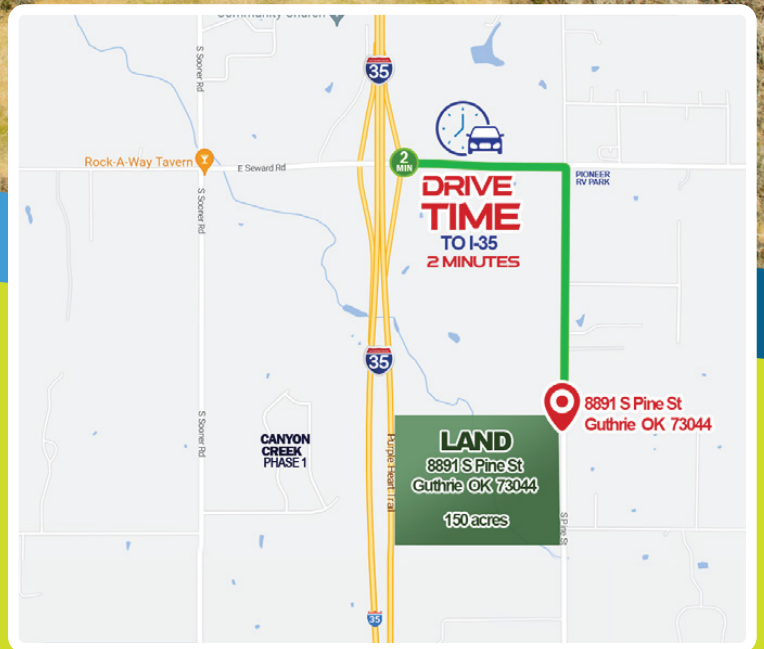 Community Church
35
S Sooner Rd
Rock-A-Way Tavern
E Seward Rd
2
MIN
PIONEER
RV PARK
DRIVE
TIME
TO I-35
2 MINUTES
S Sooner Rd
35
8891 S Pine St
Guthrie OK 73044
S Sooner Rd
CANYON
CREEK
PHASE 1
Purple Heart Trail
LAND
8891 S Pine St
Guthrie OK 73044
150 acres
S Pine St
35